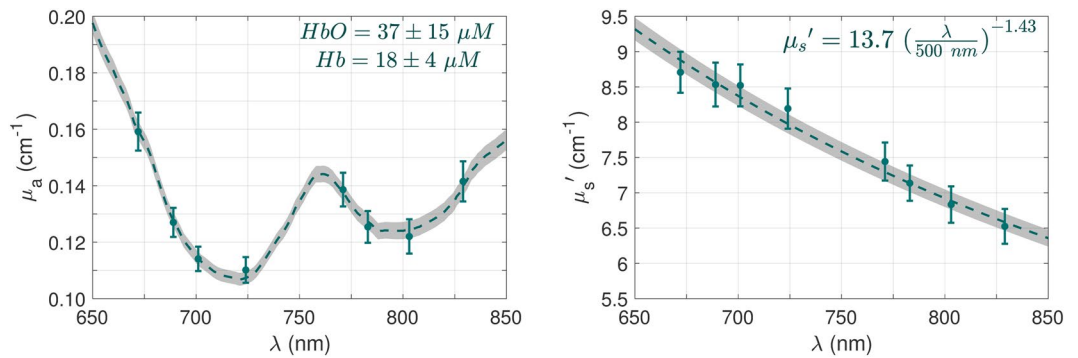 HbO = 37 ± 15 μM
Hb = 18 ± 4 μM
0.20
0.18
0.16
0.14
0.12
0.10
650 700 750 800 850
λ (nm)
μa (cm-1)
μs' = 13.7 (λ/500 nm)^-1.43
9.5
9
8.5
8
7.5
7
6.5
6
5.5
650 700 750 800 850
λ (nm)
μs' (cm-1)